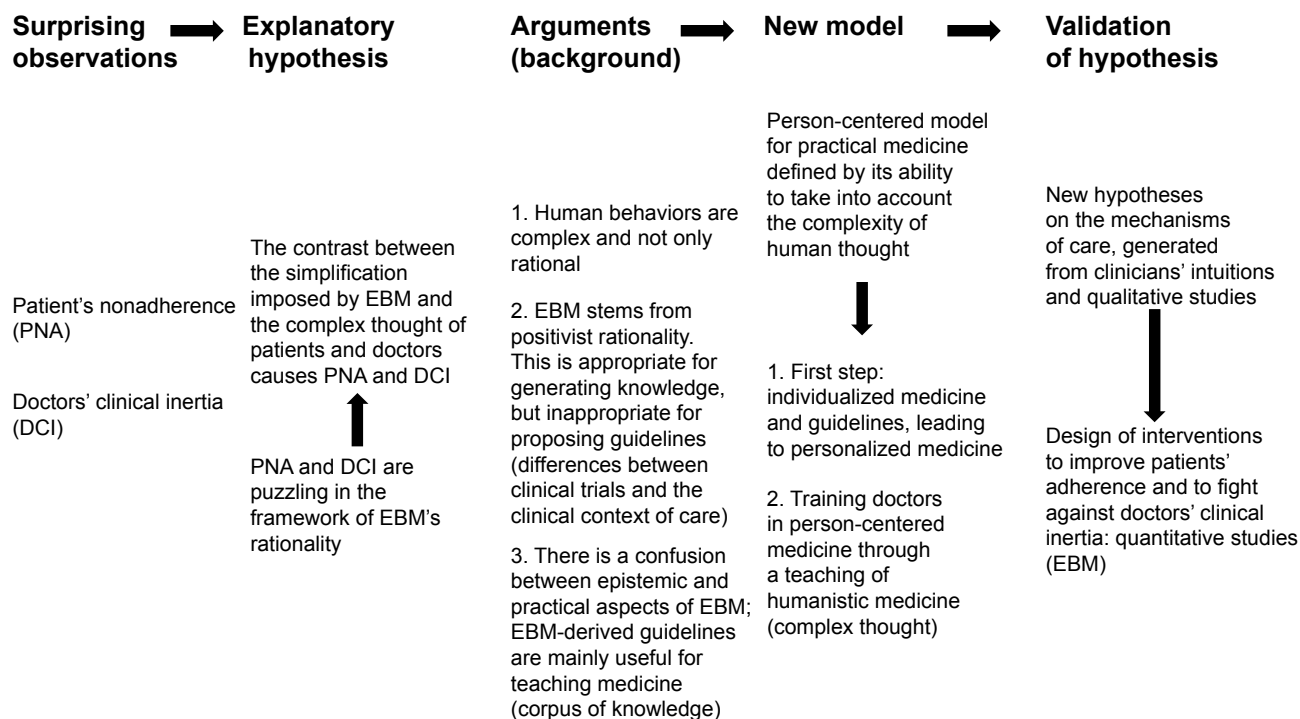 Surprising
observations
Explanatory
hypothesis
Arguments
(background)
New model
Validation
of hypothesis
Patient’s nonadherence
(PNA)
Doctors’ clinical inertia
(DCI)
The contrast between
the simplification
imposed by EBM and
the complex thought of
patients and doctors
causes PNA and DCI
PNA and DCI are
puzzling in the
framework of EBM’s
rationality
1. Human behaviors are
complex and not only
rational
2. EBM stems from
positivist rationality.
This is appropriate for
generating knowledge,
but inappropriate for
proposing guidelines
(differences between
clinical trials and the
clinical context of care)
3. There is a confusion
between epistemic and
practical aspects of EBM;
EBM-derived guidelines
are mainly useful for
teaching medicine
(corpus of knowledge)
Person-centered model
for practical medicine
defined by its ability
to take into account
the complexity of
human thought
1. First step:
individualized medicine
and guidelines, leading
to personalized medicine
2. Training doctors
in person-centered
medicine through
a teaching of
humanistic medicine
(complex thought)
New hypotheses
on the mechanisms
of care, generated
from clinicians’ intuitions
and qualitative studies
Design of interventions
to improve patients’
adherence and to fight
against doctors’ clinical
inertia: quantitative studies
(EBM)